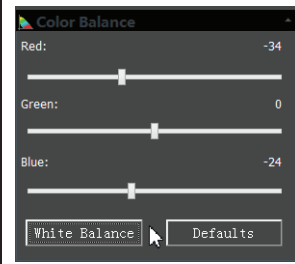 Color Balance
Red: -34
Green: 0
Blue: -24
White Balance Defaults